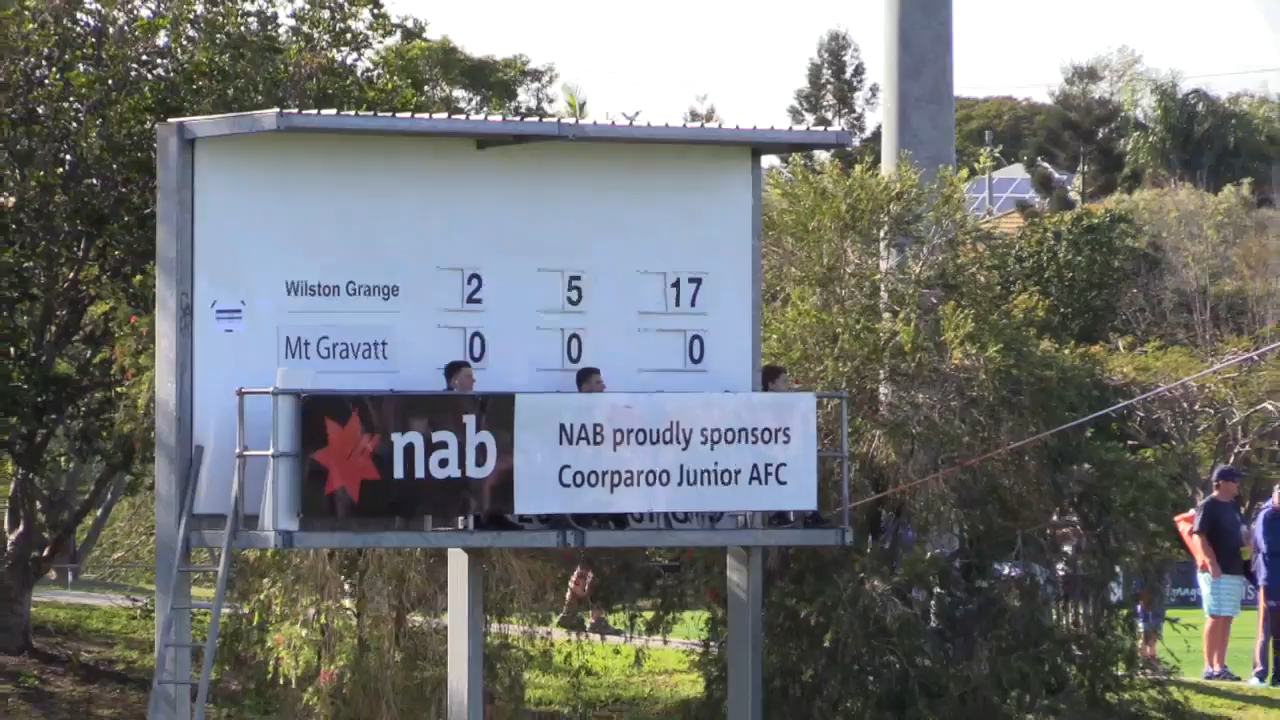 Wilston Grange 2 5 17
Mt Gravatt 0 0 0
nab
NAB proudly sponsors
Coorparoo Junior AFC